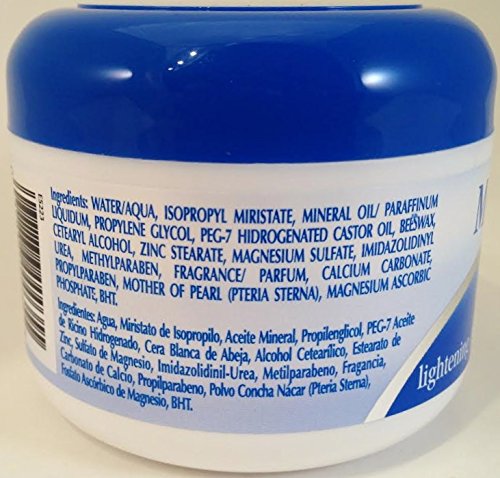 Ingredients: WATER/AQUA, ISOPROPYL MIRISTATE, MINERAL OIL/ PARAFFINUM
LIQUIDUM, PROPYLENE GLYCOL, PEG-7 HIDROGENATED CASTOR OIL, BEESWAX,
CETEARYL ALCOHOL, ZINC STEARATE, MAGNESIUM SULFATE, IMIDAZOLIDINYL
UREA, METHYLPARABEN, FRAGRANCE/ PARFUM, CALCIUM CARBONATE,
PROPYLPARABEN, MOTHER OF PEARL (PTERIA STERNA), MAGNESIUM ASCORBIC
PHOSPHATE, BHT.
Ingredientes: Agua, Miristato de Isopropilo, Aceite Mineral, Propilenglicol, PEG-7 Aceite
de Ricino Hidrogenado, Cera Blanca de Abeja, Alcohol Cetearílico, Estearato de
Zinc, Sulfato de Magnesio, Imidazolidinil-Urea, Metilparabeno, Fragancia,
Carbonato de Calcio, Propilparabeno, Polvo Concha Nácar (Pteria Sterna),
Fosfato Ascórbico de Magnesio, BHT.
lightening